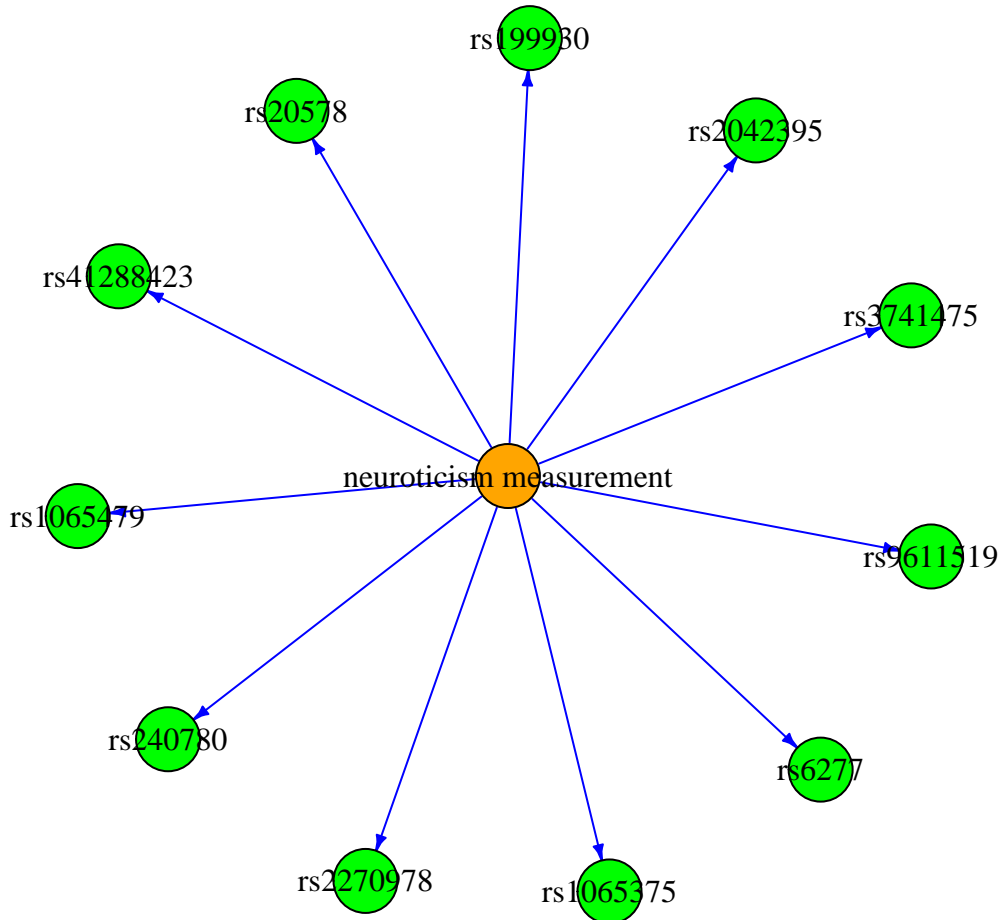 rs199930
rs20578
rs2042395
rs41288423
rs3741475
neuroticism measurement
rs1065479
rs9611519
rs240780
rs6277
rs2270978
rs1065375